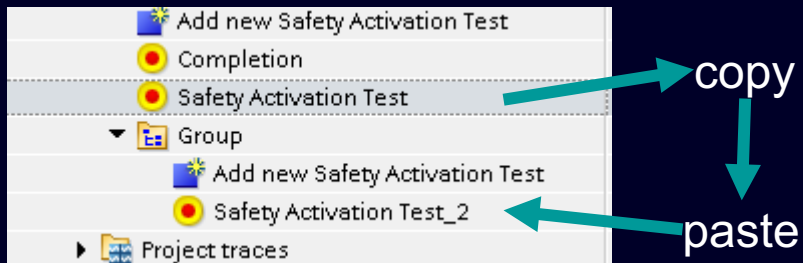 Add new Safety Activation Test
Completion
Safety Activation Test
copy
Group
Add new Safety Activation Test
Safety Activation Test_2
paste
Project traces